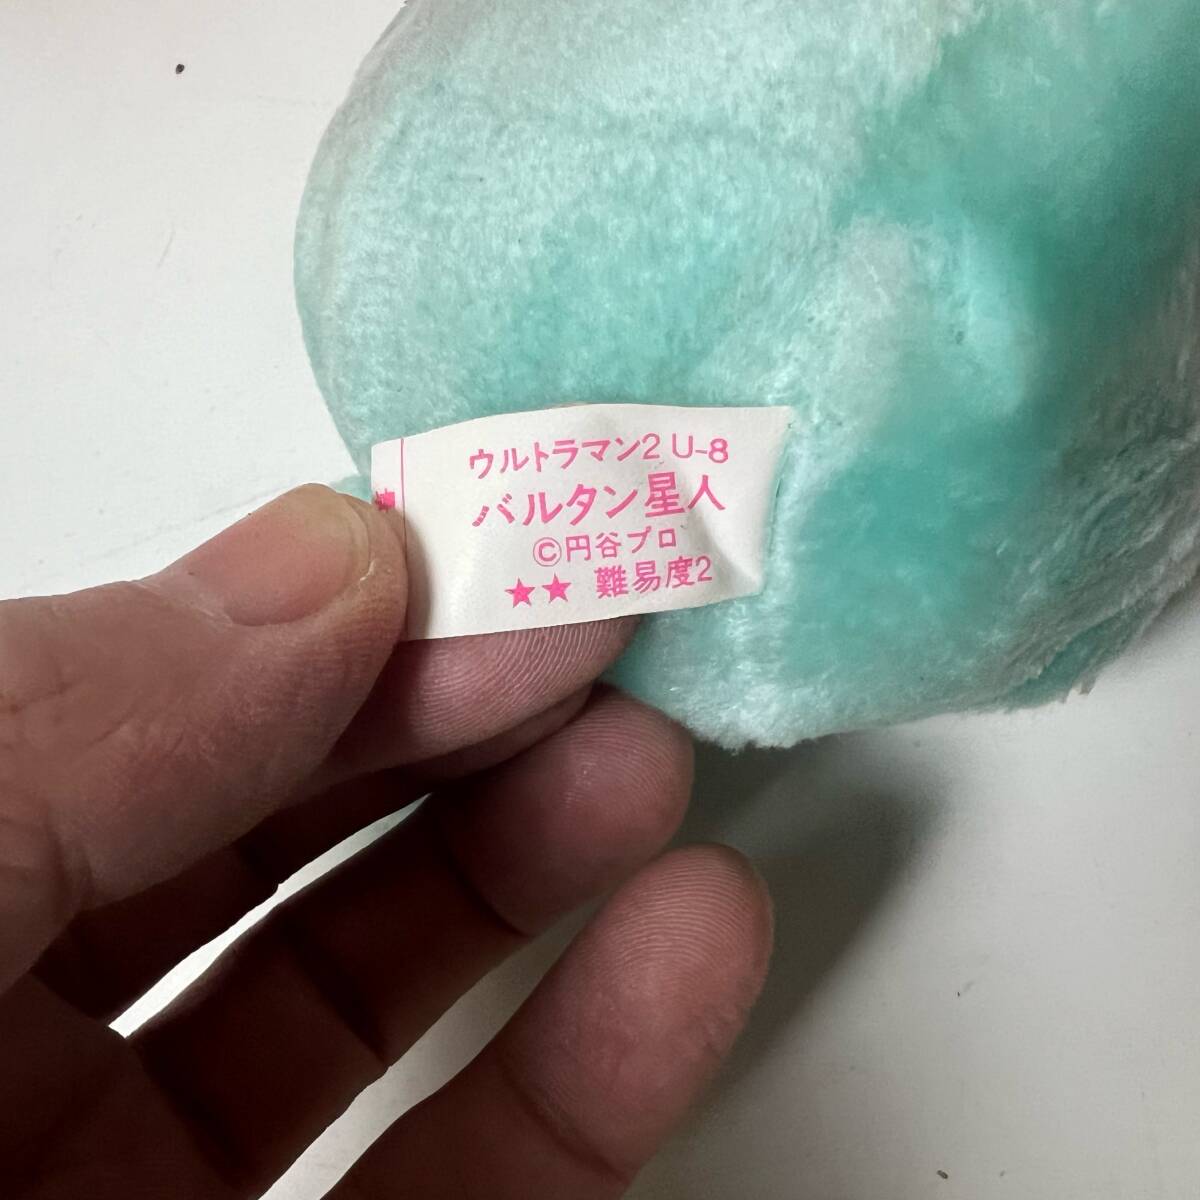 ウルトラマン2 U-8
バルタン星人
©円谷プロ
★★ 難易度2